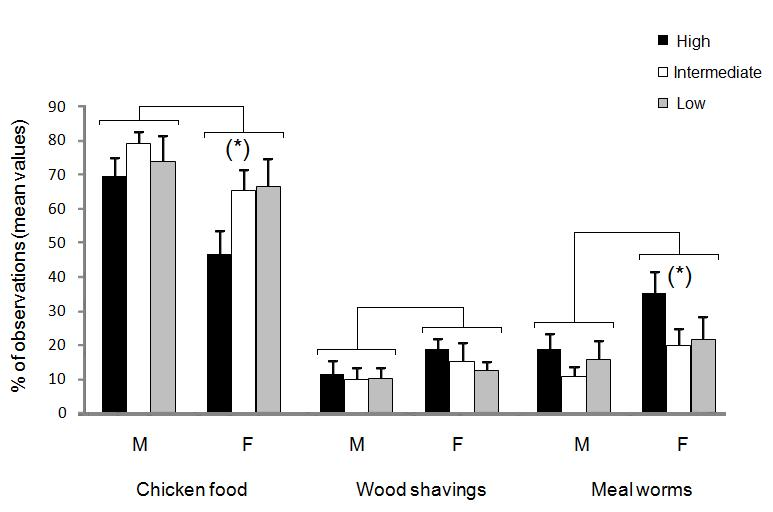 High
Intermediate
Low
% of observations (mean values)
90
80
70
60
50
40
30
20
10
0
(*)
(*)
M F M F M F
Chicken food Wood shavings Meal worms